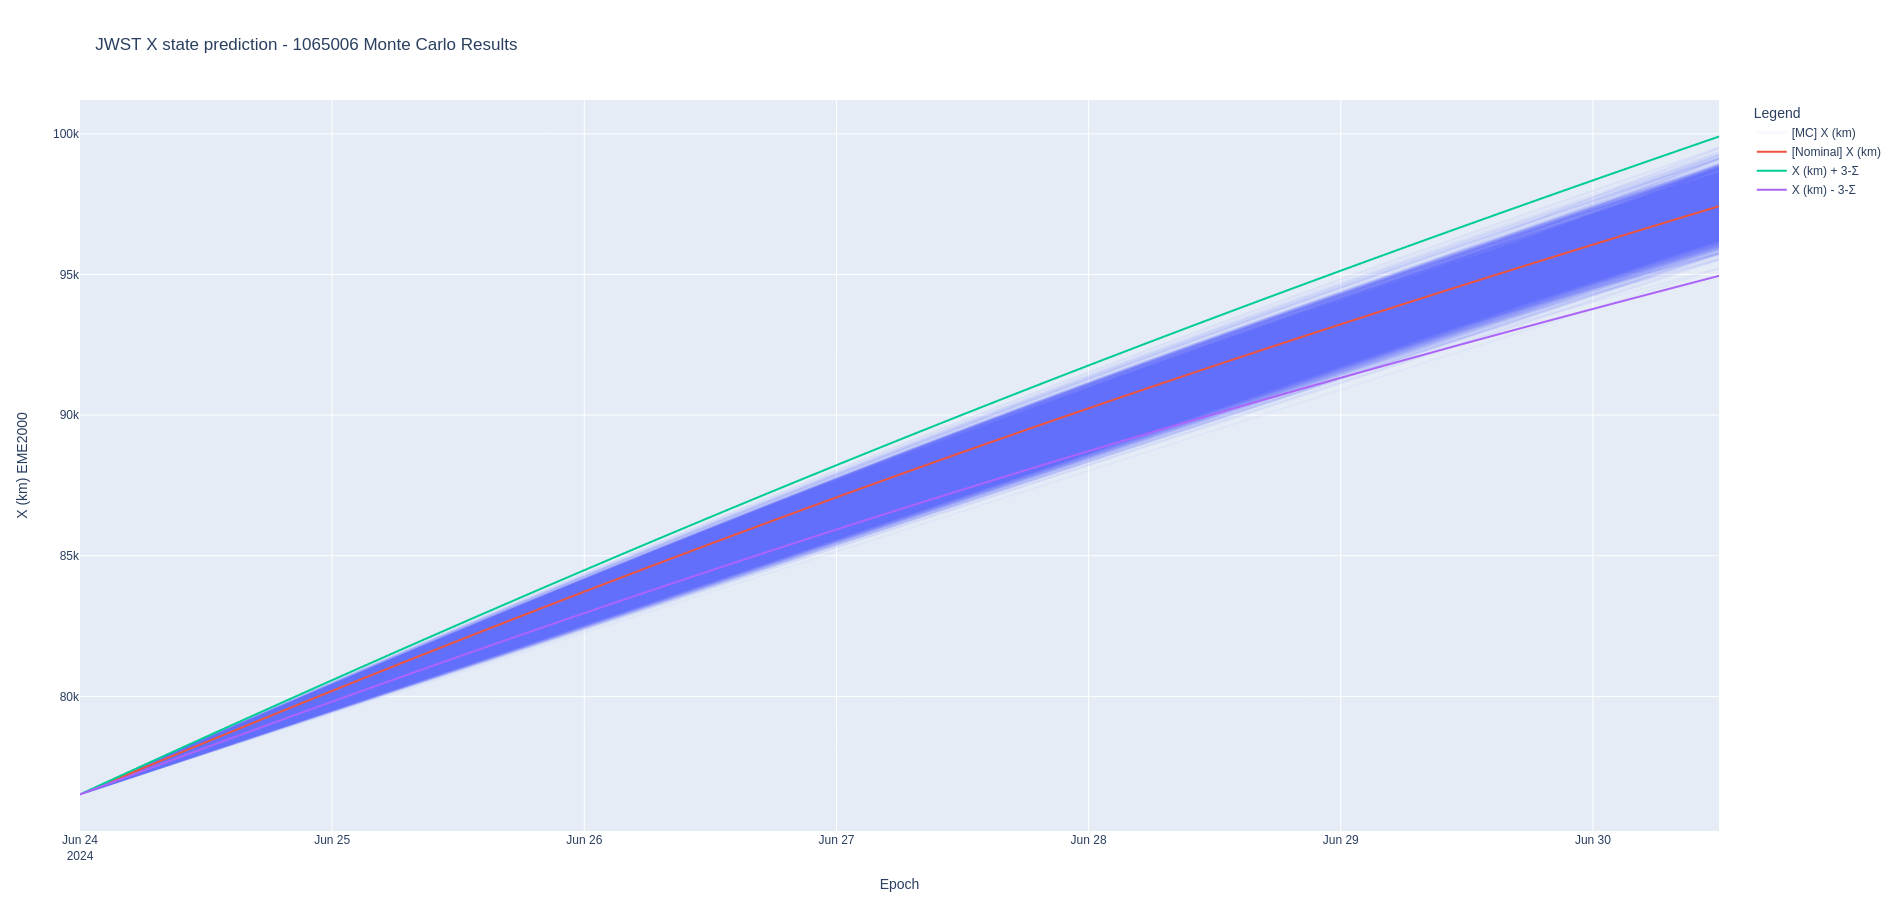 JWST X state prediction - 1065006 Monte Carlo Results
Legend
[MC] X (km)
[Nominal] X (km)
X (km) + 3-Σ
X (km) - 3-Σ
100k
95k
90k
85k
80k
X (km) EME2000
Jun 24
2024
Jun 25
Jun 26
Jun 27
Jun 28
Jun 29
Jun 30
Epoch